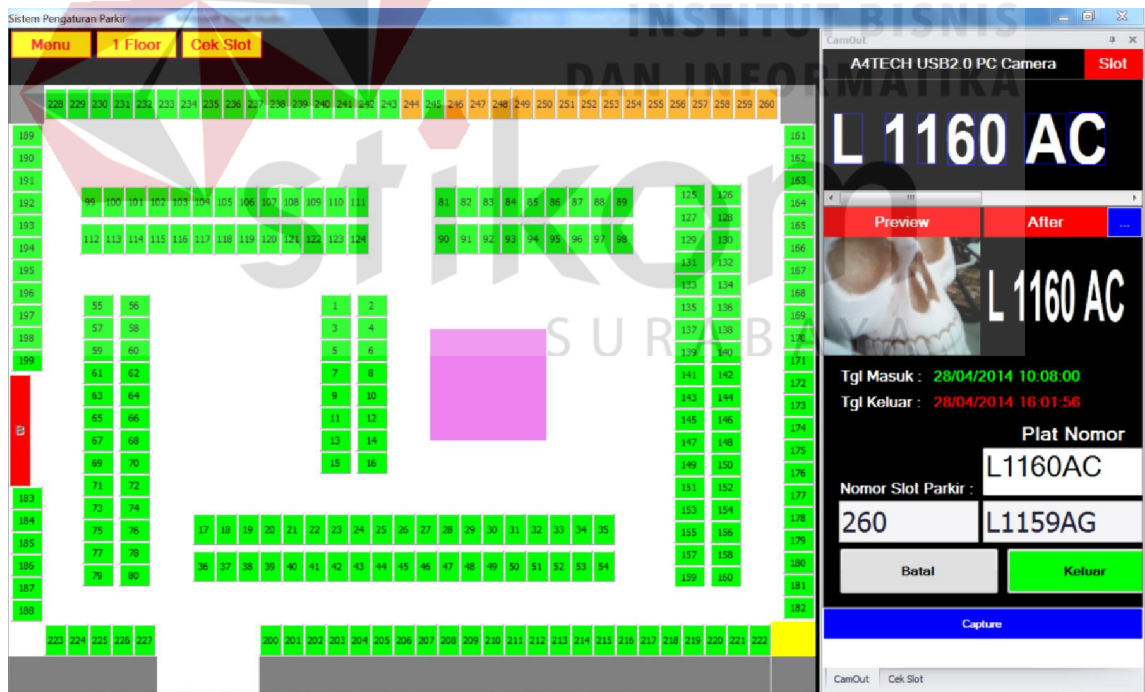 Sistem Pengaturan Parkir
INSTITUT BISNIS
DAN INFORMATIKA
stikom
SURABAYA
Menu 1 Floor Cek Slot
228 229 230 231 232 233 234 235 236 237 238 239 240 241 242 243 244 245 246 247 248 249 250 251 252 253 254 255 256 257 258 259 260
189
190
191
192
193
194
195
196
197
198
199
B
183
184
185
186
187
188
99 100 101 102 103 104 105 106 107 108 109 110 111
112 113 114 115 116 117 118 119 120 121 122 123 124
81 82 83 84 85 86 87 88 89
90 91 92 93 94 95 96 97 98
55 56
57 58
59 60
61 62
63 64
65 66
67 68
69 70
71 72
73 74
75 76
77 78
79 80
1 2
3 4
5 6
7 8
9 10
11 12
13 14
15 16
17 18 19 20 21 22 23 24 25 26 27 28 29 30 31 32 33 34 35
36 37 38 39 40 41 42 43 44 45 46 47 48 49 50 51 52 53 54
125 126
127 128
129 130
131 132
133 134
135 136
137 138
139 140
141 142
143 144
145 146
147 148
149 150
151 152
153 154
155 156
157 158
159 160
161
162
163
164
165
166
167
168
169
170
171
172
173
174
175
176
177
178
179
180
181
182
223 224 225 226 227
200 201 202 203 204 205 206 207 208 209 210 211 212 213 214 215 216 217 218 219 220 221 222
CamOut
A4TECH USB2.0 PC Camera Slot
L 1160 AC
Preview After ...
L 1160 AC
Tgl Masuk : 28/04/2014 10:08:00
Tgl Keluar : 28/04/2014 16:01:56
Plat Nomor
L1160AC
Nomor Slot Parkir :
260 L1159AG
Batal Keluar
Capture
CamOut Cek Slot